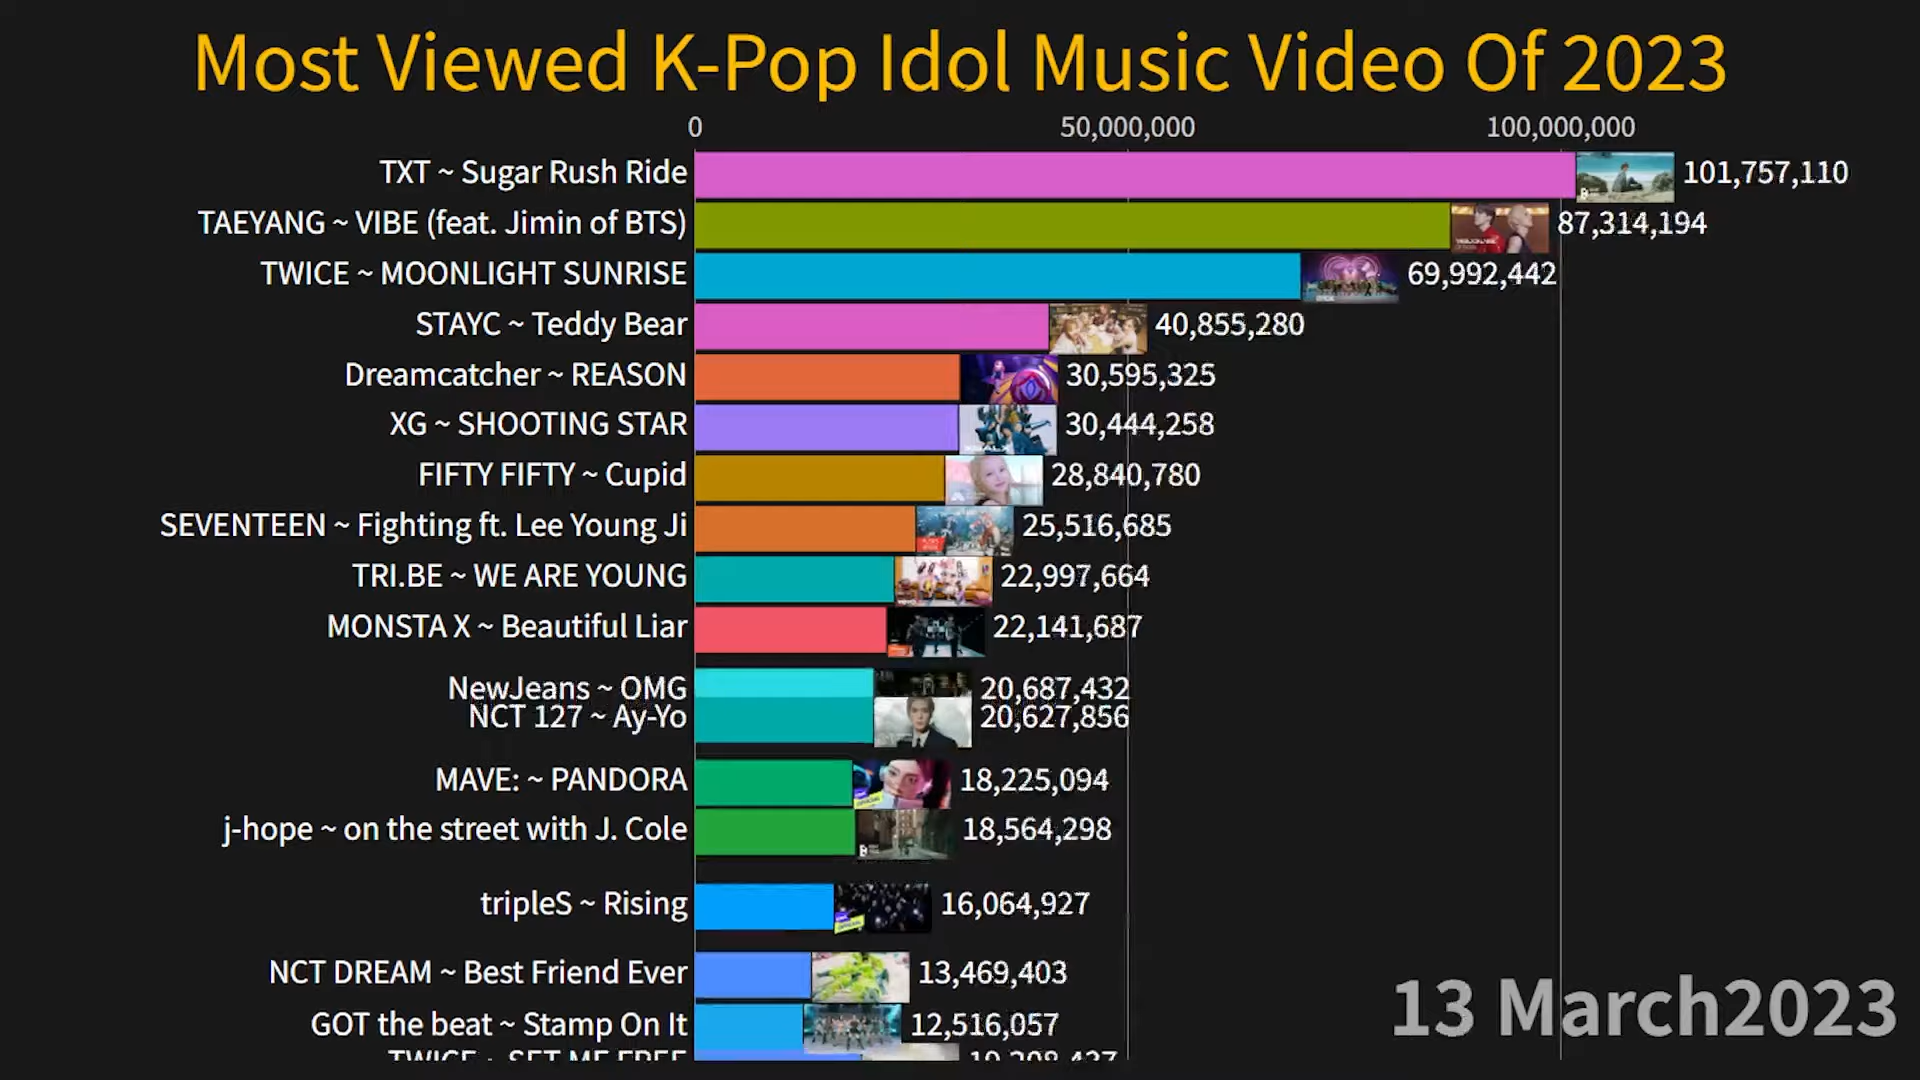 Most Viewed K-Pop Idol Music Video Of 2023
0 50,000,000 100,000,000
TXT ~ Sugar Rush Ride 101,757,110
TAEYANG ~ VIBE (feat. Jimin of BTS) 87,314,194
TWICE ~ MOONLIGHT SUNRISE 69,992,442
STAYC ~ Teddy Bear 40,855,280
Dreamcatcher ~ REASON 30,595,325
XG ~ SHOOTING STAR 30,444,258
FIFTY FIFTY ~ Cupid 28,840,780
SEVENTEEN ~ Fighting ft. Lee Young Ji 25,516,685
TRI.BE ~ WE ARE YOUNG 22,997,664
MONSTA X ~ Beautiful Liar 22,141,687
NewJeans ~ OMG 20,687,432
NCT 127 ~ Ay-Yo 20,627,856
MAVE: ~ PANDORA 18,225,094
j-hope ~ on the street with J. Cole 18,564,298
tripleS ~ Rising 16,064,927
NCT DREAM ~ Best Friend Ever 13,469,403
GOT the beat ~ Stamp On It 12,516,057
TWICE ~ SET ME FREE
13 March2023